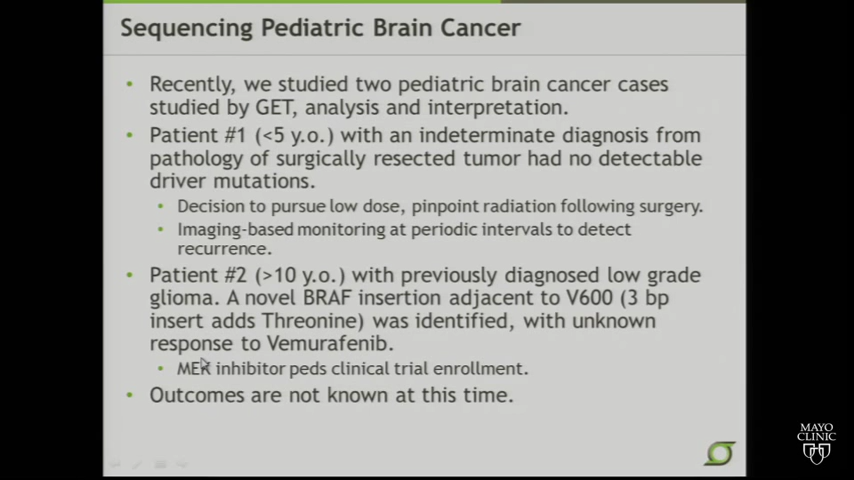 Sequencing Pediatric Brain Cancer
• Recently, we studied two pediatric brain cancer cases
studied by GET, analysis and interpretation.
• Patient #1 (<5 y.o.) with an indeterminate diagnosis from
pathology of surgically resected tumor had no detectable
driver mutations.
• Decision to pursue low dose, pinpoint radiation following surgery.
• Imaging-based monitoring at periodic intervals to detect
recurrence.
• Patient #2 (>10 y.o.) with previously diagnosed low grade
glioma. A novel BRAF insertion adjacent to V600 (3 bp
insert adds Threonine) was identified, with unknown
response to Vemurafenib.
• MEK inhibitor peds clinical trial enrollment.
• Outcomes are not known at this time.
MAYO
CLINIC